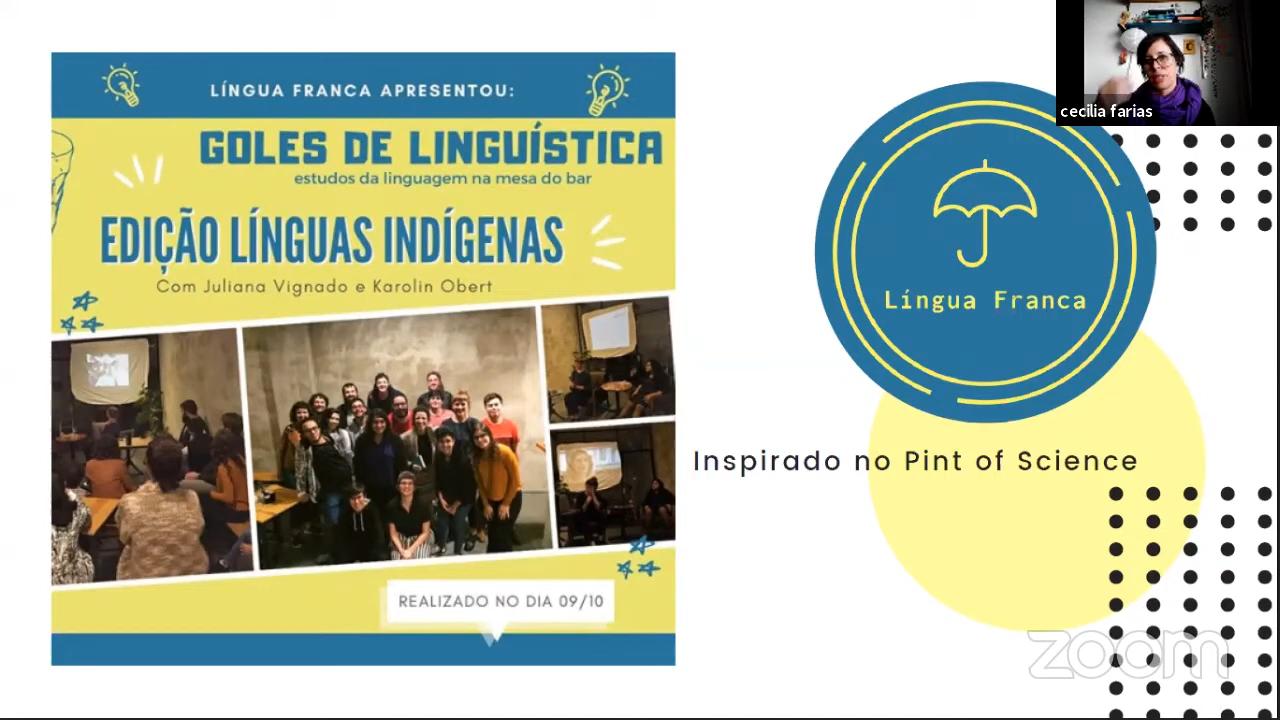 LÍNGUA FRANCA APRESENTOU:
GOLES DE LINGUÍSTICA
estudos da linguagem na mesa do bar
EDIÇÃO LÍNGUAS INDÍGENAS
Com Juliana Vignado e Karolin Obert
REALIZADO NO DIA 09/10
cecilia farias
Língua Franca
Inspirado no Pint of Science
zoom